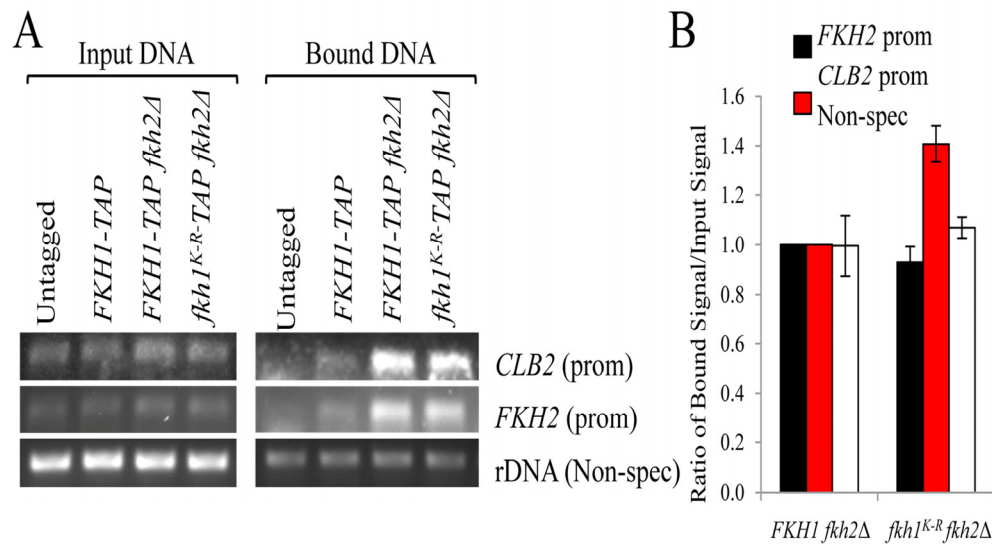 A
Input DNA
Bound DNA
Untagged
FKH1-TAP
FKH1-TAP fkh2Δ
fkh1K-R-TAP fkh2Δ
Untagged
FKH1-TAP
FKH1-TAP fkh2Δ
fkh1K-R-TAP fkh2Δ
CLB2 (prom)
FKH2 (prom)
rDNA (Non-spec)
B
FKH2 prom
CLB2 prom
Non-spec
Ratio of Bound Signal/Input Signal
1.6
1.4
1.2
1.0
0.8
0.6
0.4
0.2
0.0
FKH1 fkh2Δ
fkh1K-R fkh2Δ